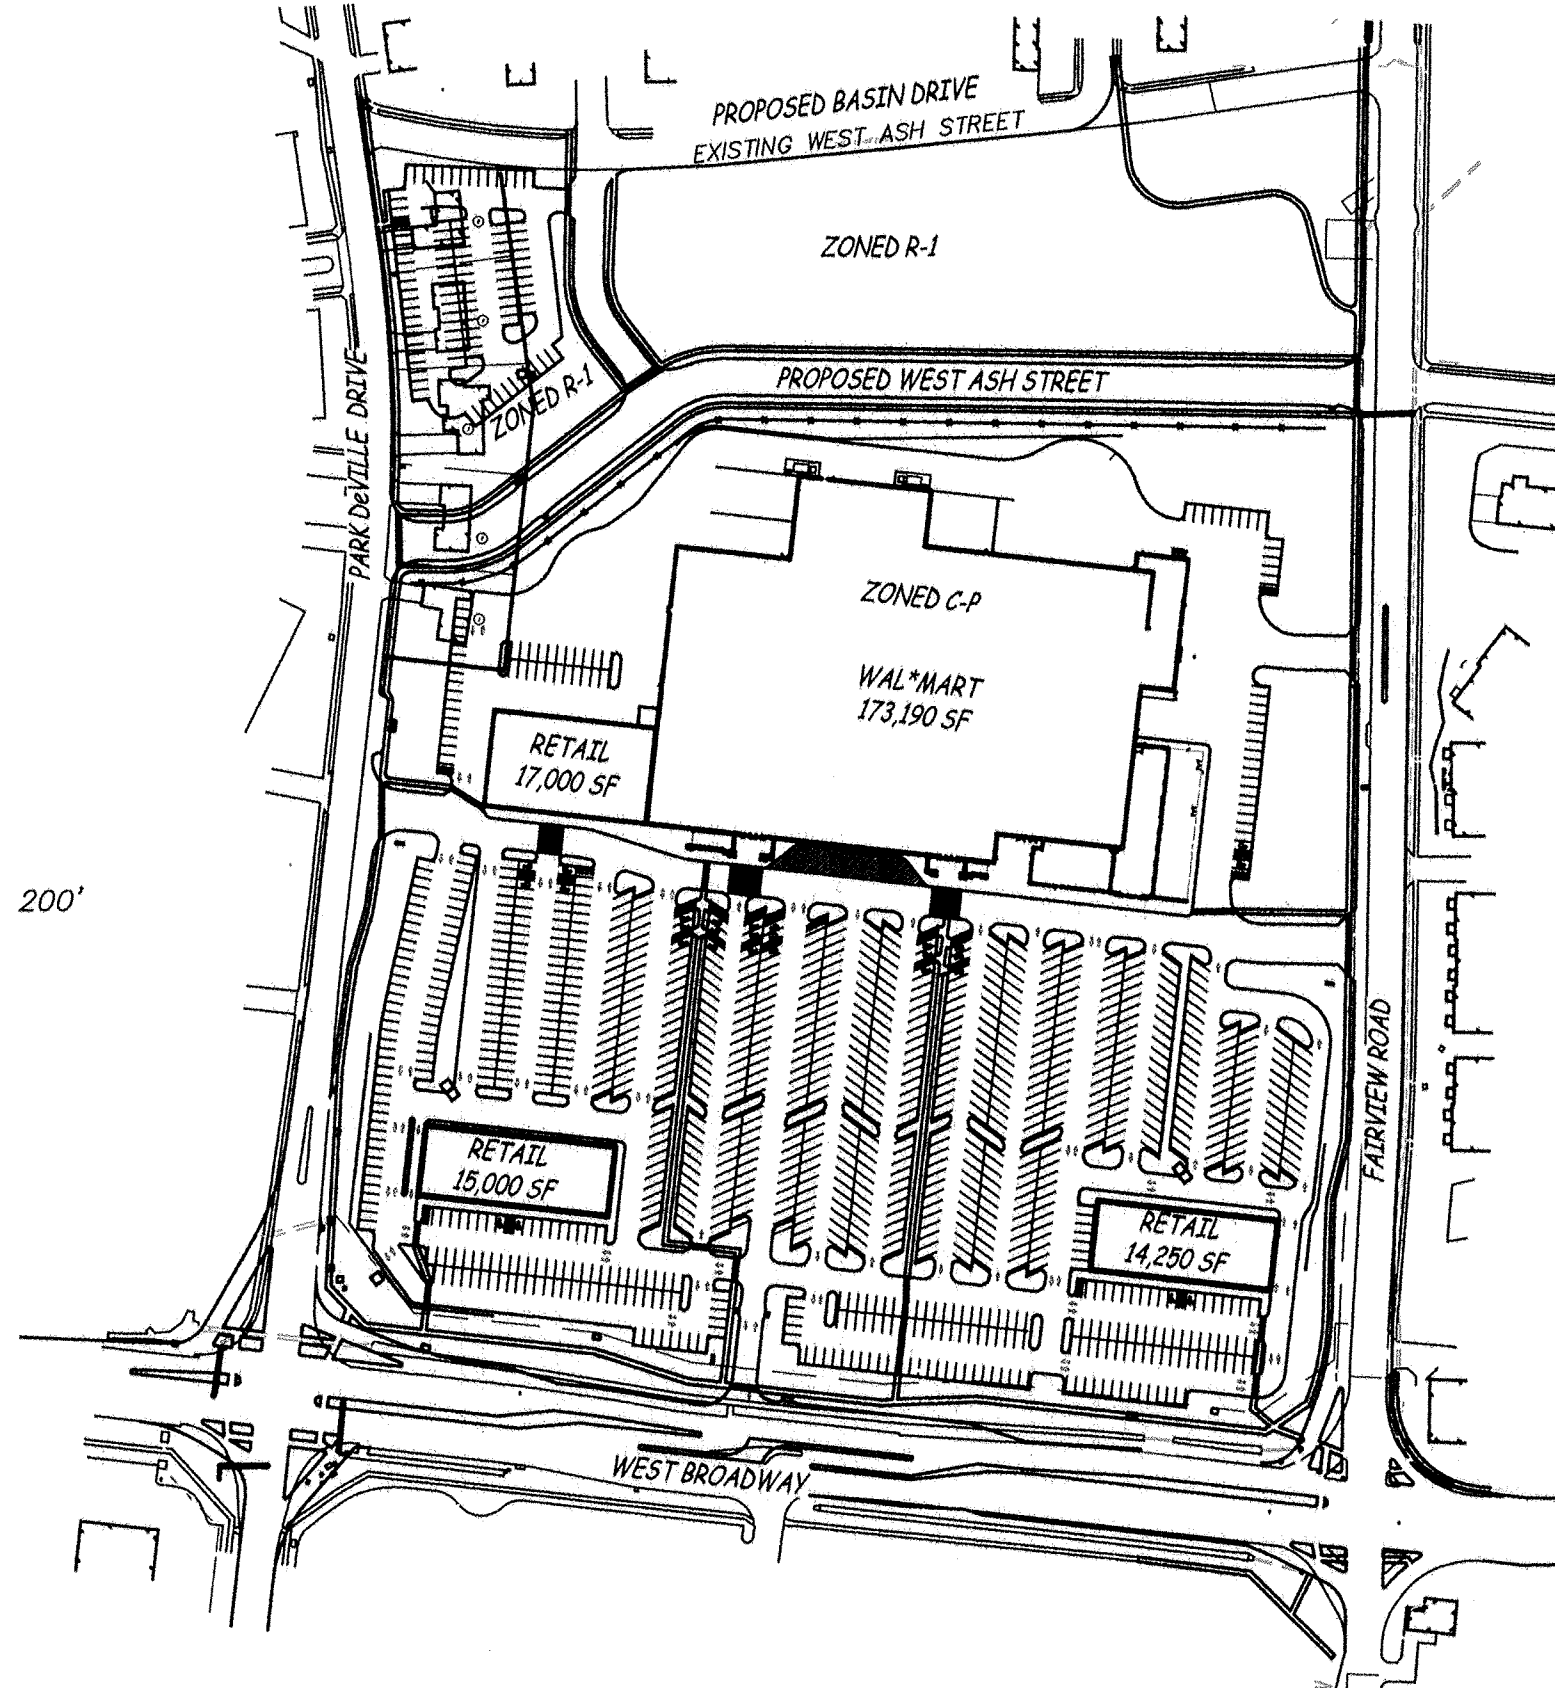 PROPOSED BASIN DRIVE
EXISTING WEST ASH STREET
ZONED R-1
PROPOSED WEST ASH STREET
ZONED R-1
PARK DeVILLE DRIVE
ZONED C-P
WAL*MART
173,190 SF
RETAIL
17,000 SF
200'
FAIRVIEW ROAD
RETAIL
15,000 SF
RETAIL
14,250 SF
WEST BROADWAY